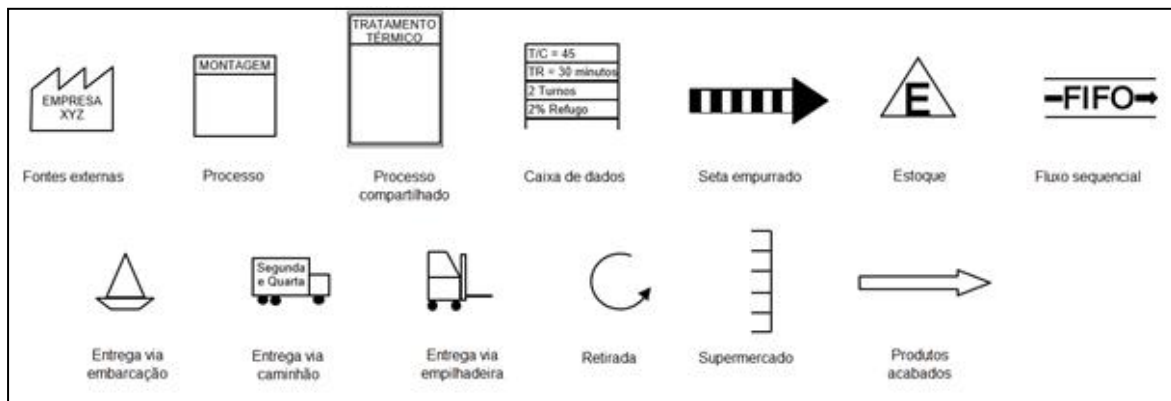 EMPRESA
XYZ
Fontes externas
MONTAGEM
Processo
TRATAMENTO
TÉRMICO
Processo
compartilhado
T/C = 45
TR = 30 minutos
2 Turnos
2% Refugo
Caixa de dados
Seta empurrado
E
Estoque
FIFO
Fluxo sequencial
Entrega via
embarcação
Segunda
e Quarta
Entrega via
caminhão
Entrega via
empilhadeira
Retirada
Supermercado
Produtos
acabados